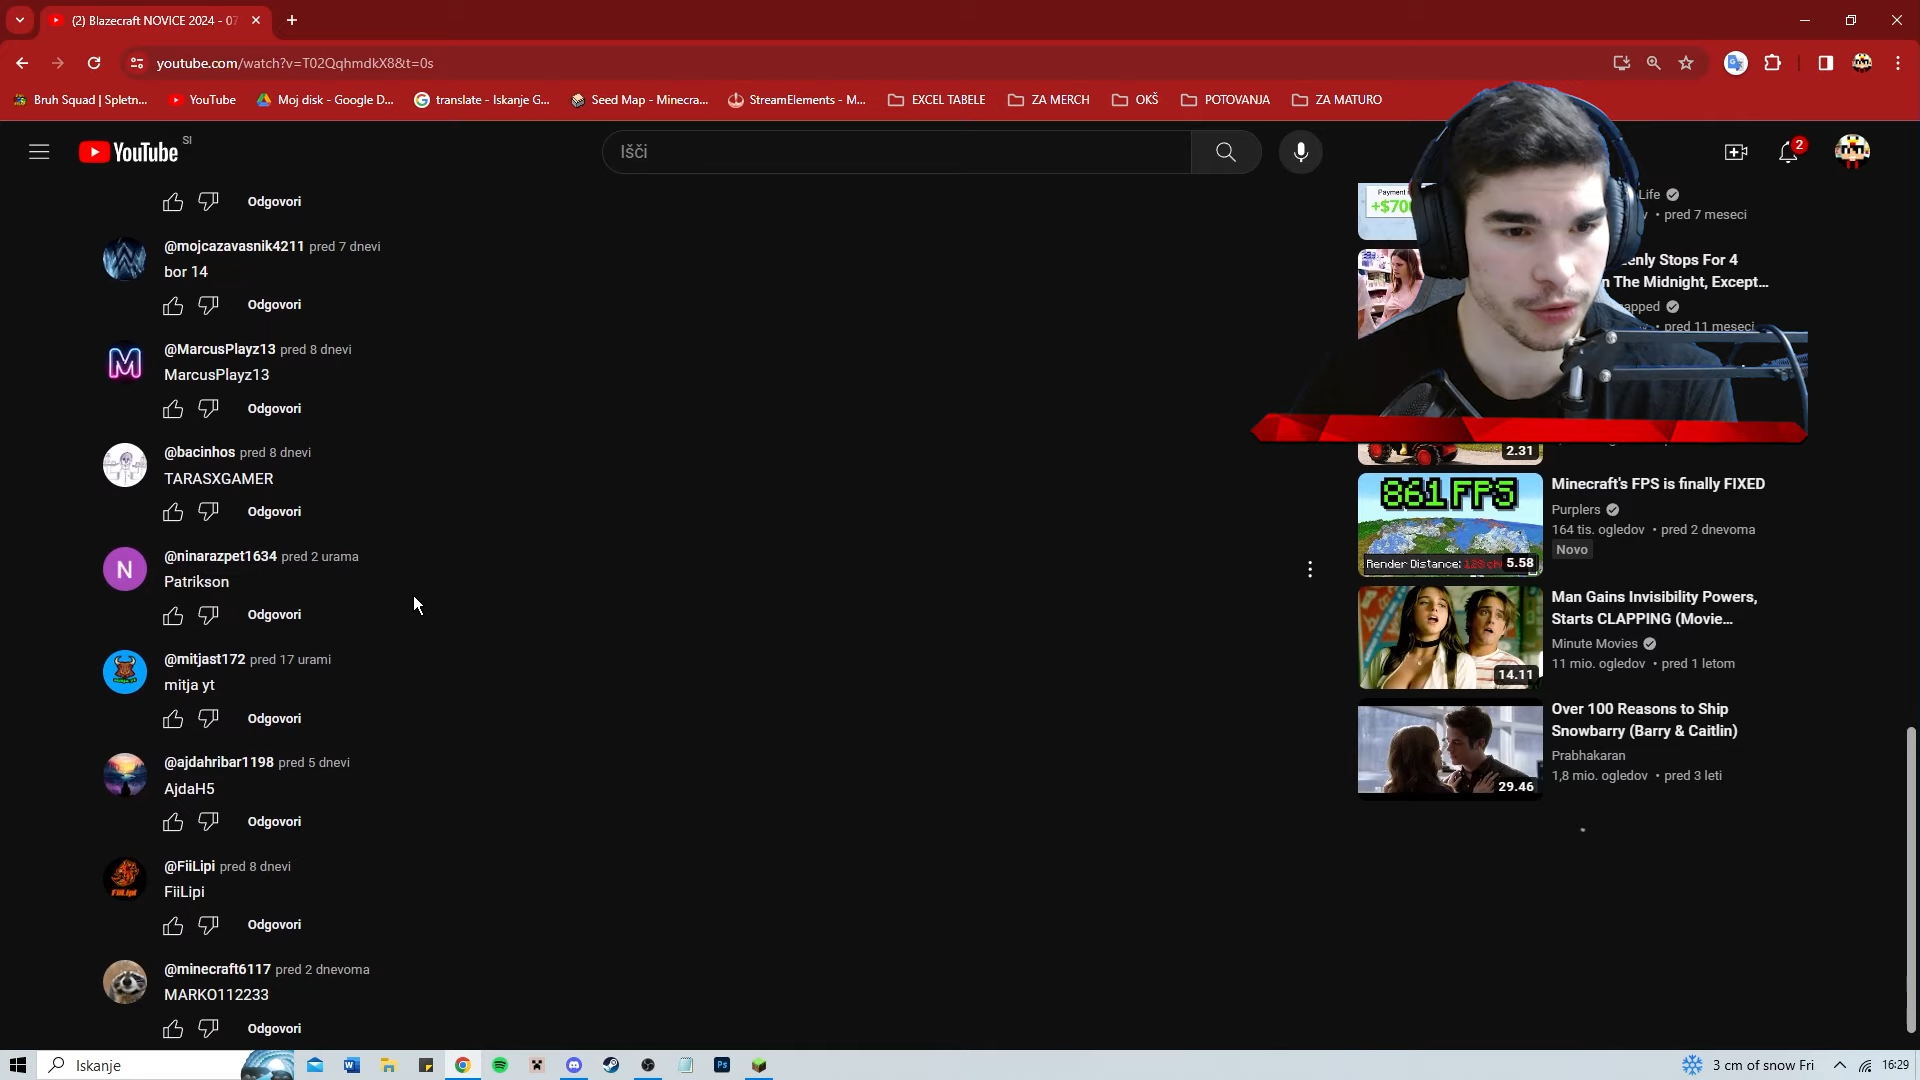 (2) Blazecraft NOVICE 2024 - 07
youtube.com/watch?v=T02QqhmdkX8&t=0s
Bruh Squad | Spletn...
YouTube
Moj disk - Google D...
translate - Iskanje G...
Seed Map - Minecra...
StreamElements - M...
EXCEL TABELE
ZA MERCH
OKŠ
POTOVANJA
ZA MATURO
YouTube
SI
Išči
2
Odgovori
@mojcazavasnik4211 pred 7 dnevi
bor 14
Odgovori
@MarcusPlayz13 pred 8 dnevi
MarcusPlayz13
Odgovori
@bacinhos pred 8 dnevi
TARASXGAMER
Odgovori
@ninarazpet1634 pred 2 urama
Patrikson
Odgovori
@mitjast172 pred 17 urami
mitja yt
Odgovori
@ajdahribar1198 pred 5 dnevi
AjdaH5
Odgovori
@FiiLipi pred 8 dnevi
FiiLipi
Odgovori
@minecraft6117 pred 2 dnevoma
MARKO112233
Odgovori
Payment
Life
• pred 7 meseci
Stops For 4
The Midnight, Except...
• pred 11 meseci
2.31
861 FPS
Render Distance:
5.58
Minecraft's FPS is finally FIXED
Purplers
164 tis. ogledov • pred 2 dnevoma
Novo
14.11
Man Gains Invisibility Powers,
Starts CLAPPING (Movie...
Minute Movies
11 mio. ogledov • pred 1 letom
29.46
Over 100 Reasons to Ship
Snowbarry (Barry & Caitlin)
Prabhakaran
1,8 mio. ogledov • pred 3 leti
Iskanje
3 cm of snow Fri
16:29